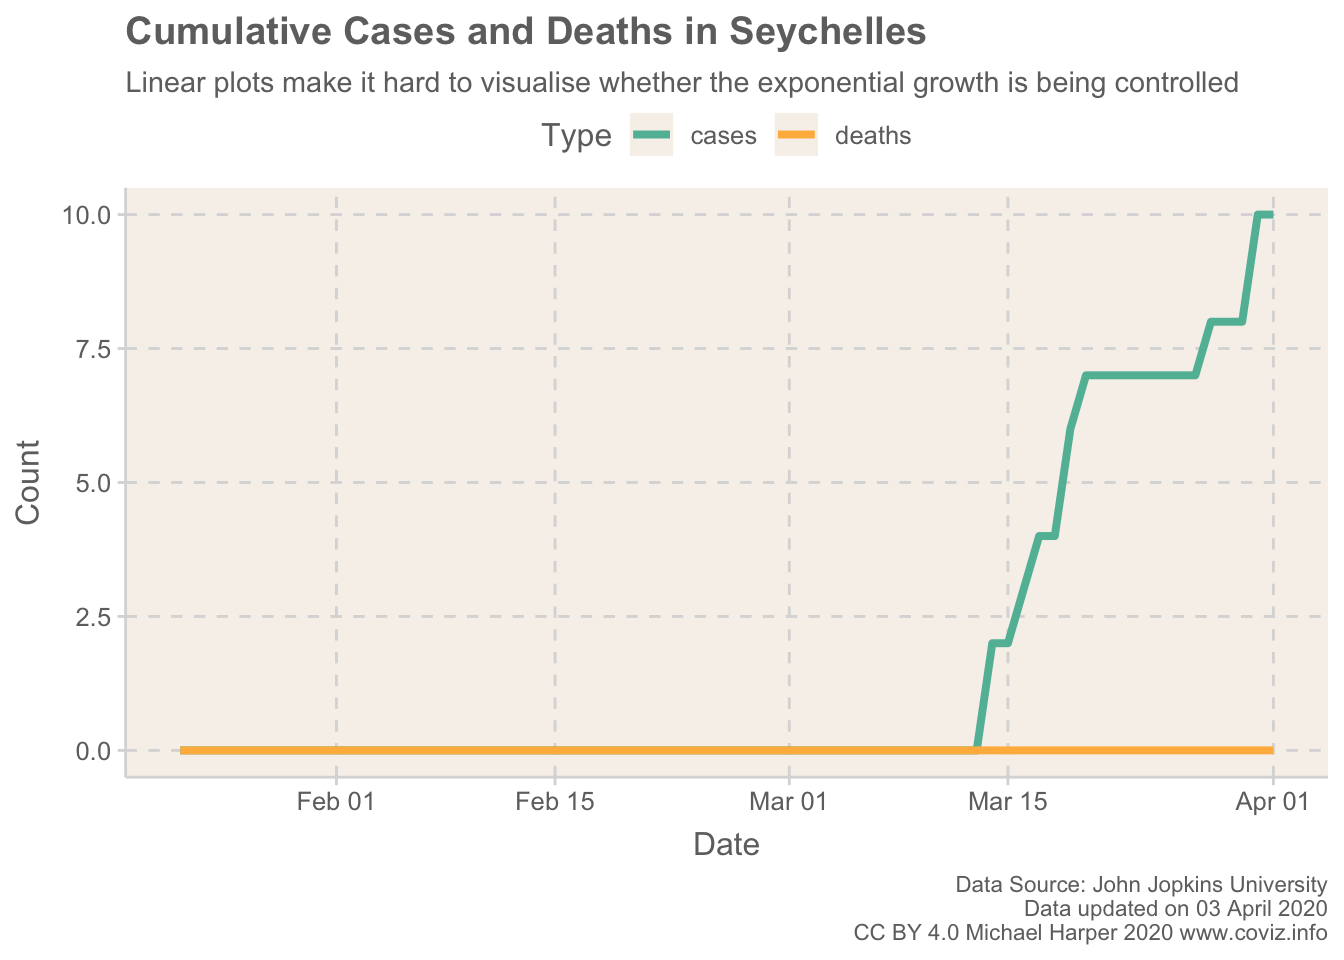 Cumulative Cases and Deaths in Seychelles
Linear plots make it hard to visualise whether the exponential growth is being controlled
Type cases deaths
10.0
7.5
5.0
2.5
0.0
Count
Feb 01 Feb 15 Mar 01 Mar 15 Apr 01
Date
Data Source: John Jopkins University
Data updated on 03 April 2020
CC BY 4.0 Michael Harper 2020 www.coviz.info